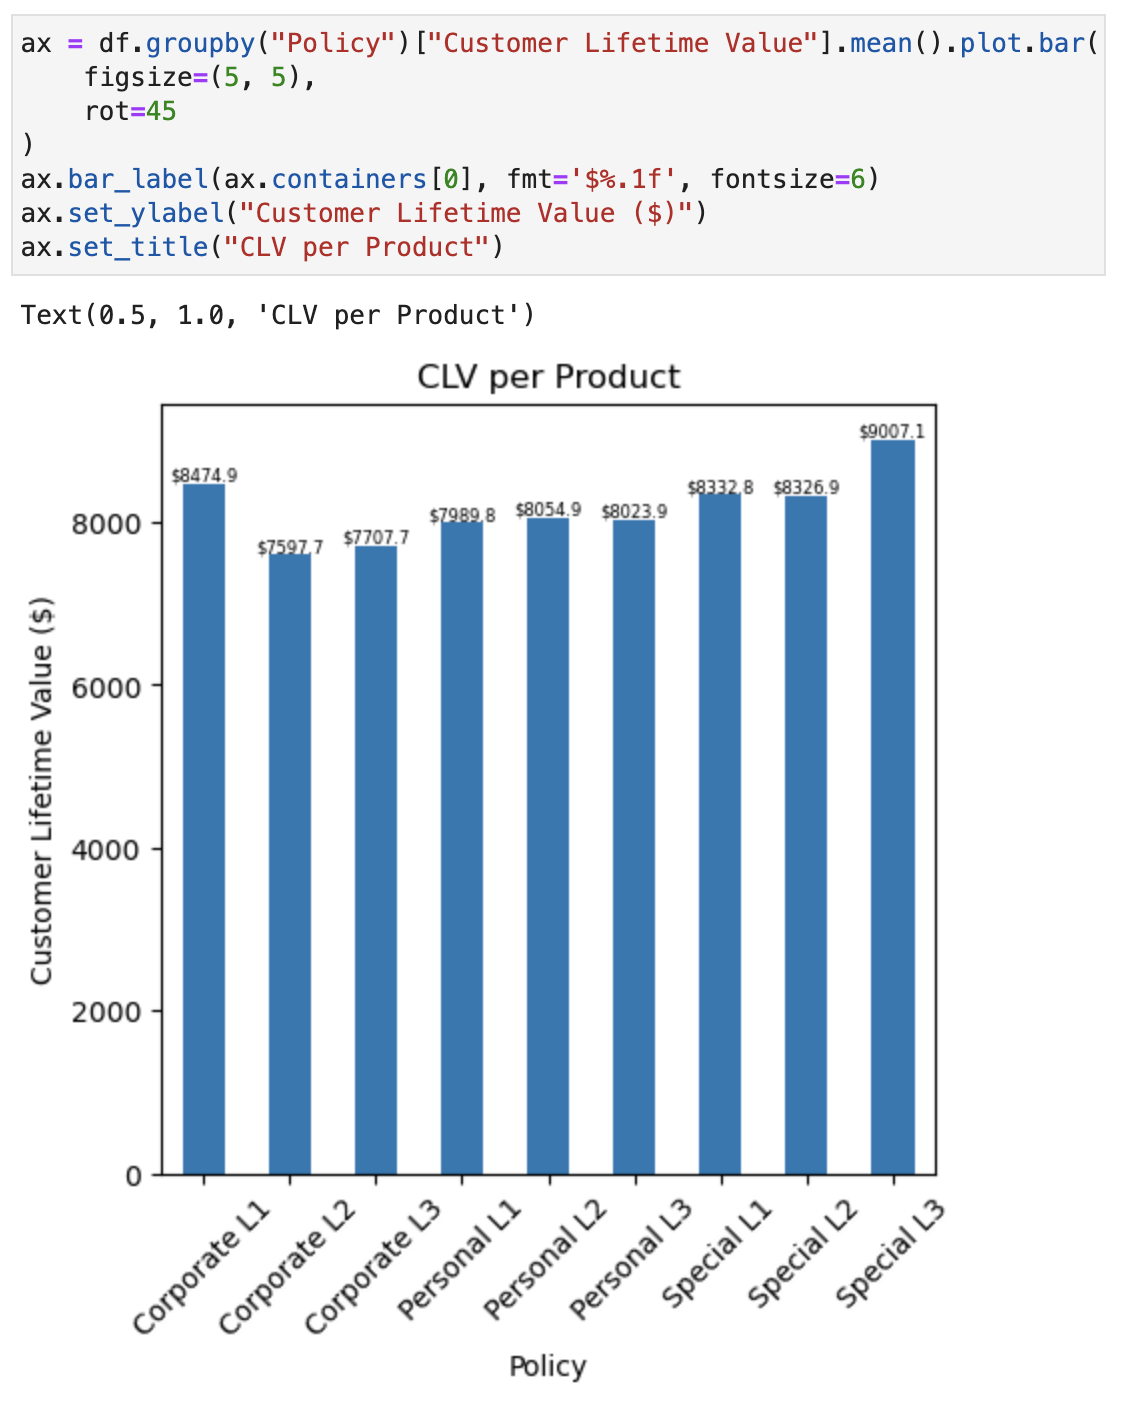 ax = df.groupby("Policy")["Customer Lifetime Value"].mean().plot.bar(
    figsize=(5, 5),
    rot=45
)
ax.bar_label(ax.containers[0], fmt='$%.1f', fontsize=6)
ax.set_ylabel("Customer Lifetime Value ($)")
ax.set_title("CLV per Product")
Text(0.5, 1.0, 'CLV per Product')
CLV per Product
$9007.1
$8474.9
$8332.8
$8326.9
$8054.9
$8023.9
$7989.8
$7707.7
$7597.7
8000
6000
4000
2000
0
Customer Lifetime Value ($)
Corporate L1
Corporate L2
Corporate L3
Personal L1
Personal L2
Personal L3
Special L1
Special L2
Special L3
Policy